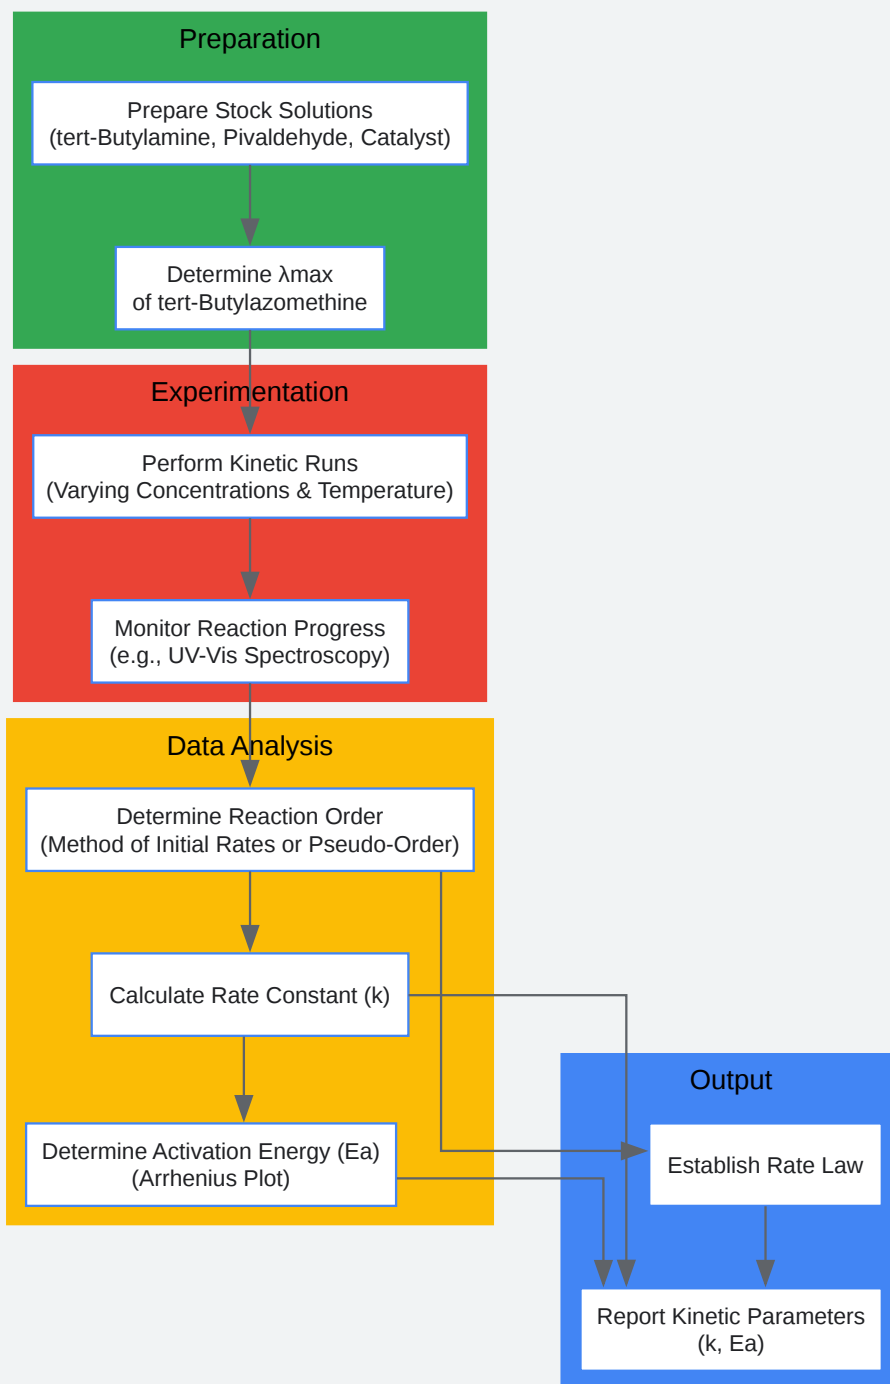 Preparation
Prepare Stock Solutions
(tert-Butylamine, Pivaldehyde, Catalyst)
Determine λmax
of tert-Butylazomethine
Experimentation
Perform Kinetic Runs
(Varying Concentrations & Temperature)
Monitor Reaction Progress
(e.g., UV-Vis Spectroscopy)
Data Analysis
Determine Reaction Order
(Method of Initial Rates or Pseudo-Order)
Calculate Rate Constant (k)
Determine Activation Energy (Ea)
(Arrhenius Plot)
Output
Establish Rate Law
Report Kinetic Parameters
(k, Ea)